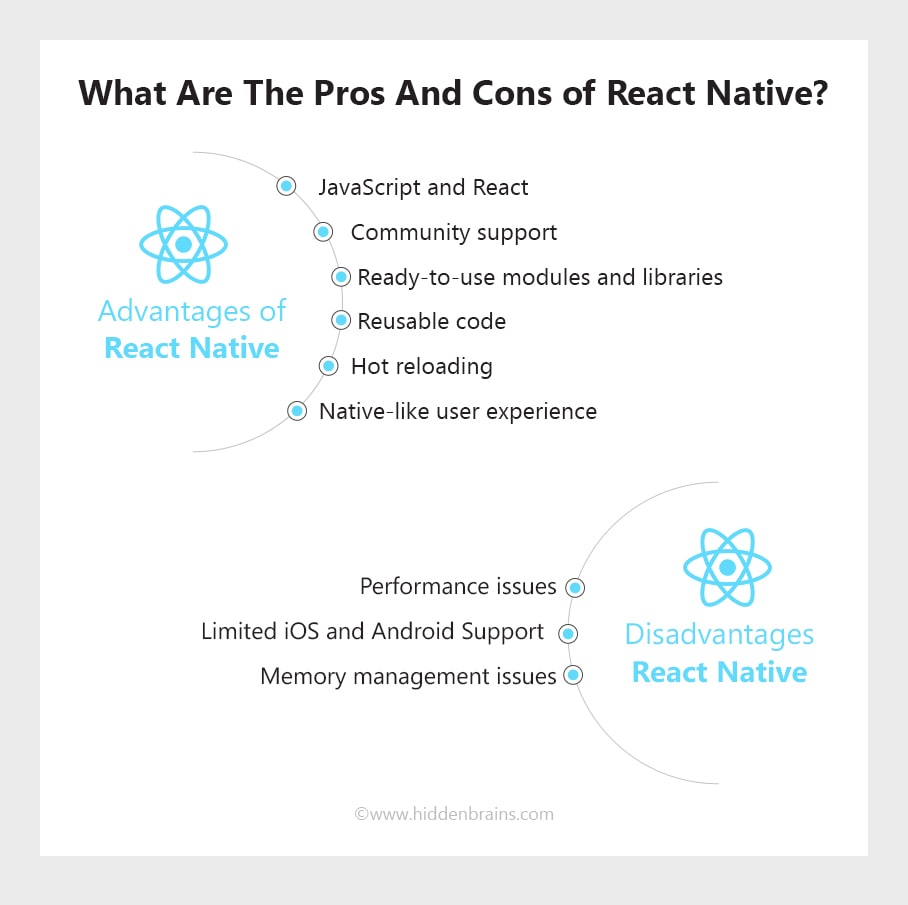 What Are The Pros And Cons of React Native?
Advantages of
React Native
JavaScript and React
Community support
Ready-to-use modules and libraries
Reusable code
Hot reloading
Native-like user experience
Performance issues
Limited iOS and Android Support
Memory management issues
Disadvantages
React Native
©www.hiddenbrains.com